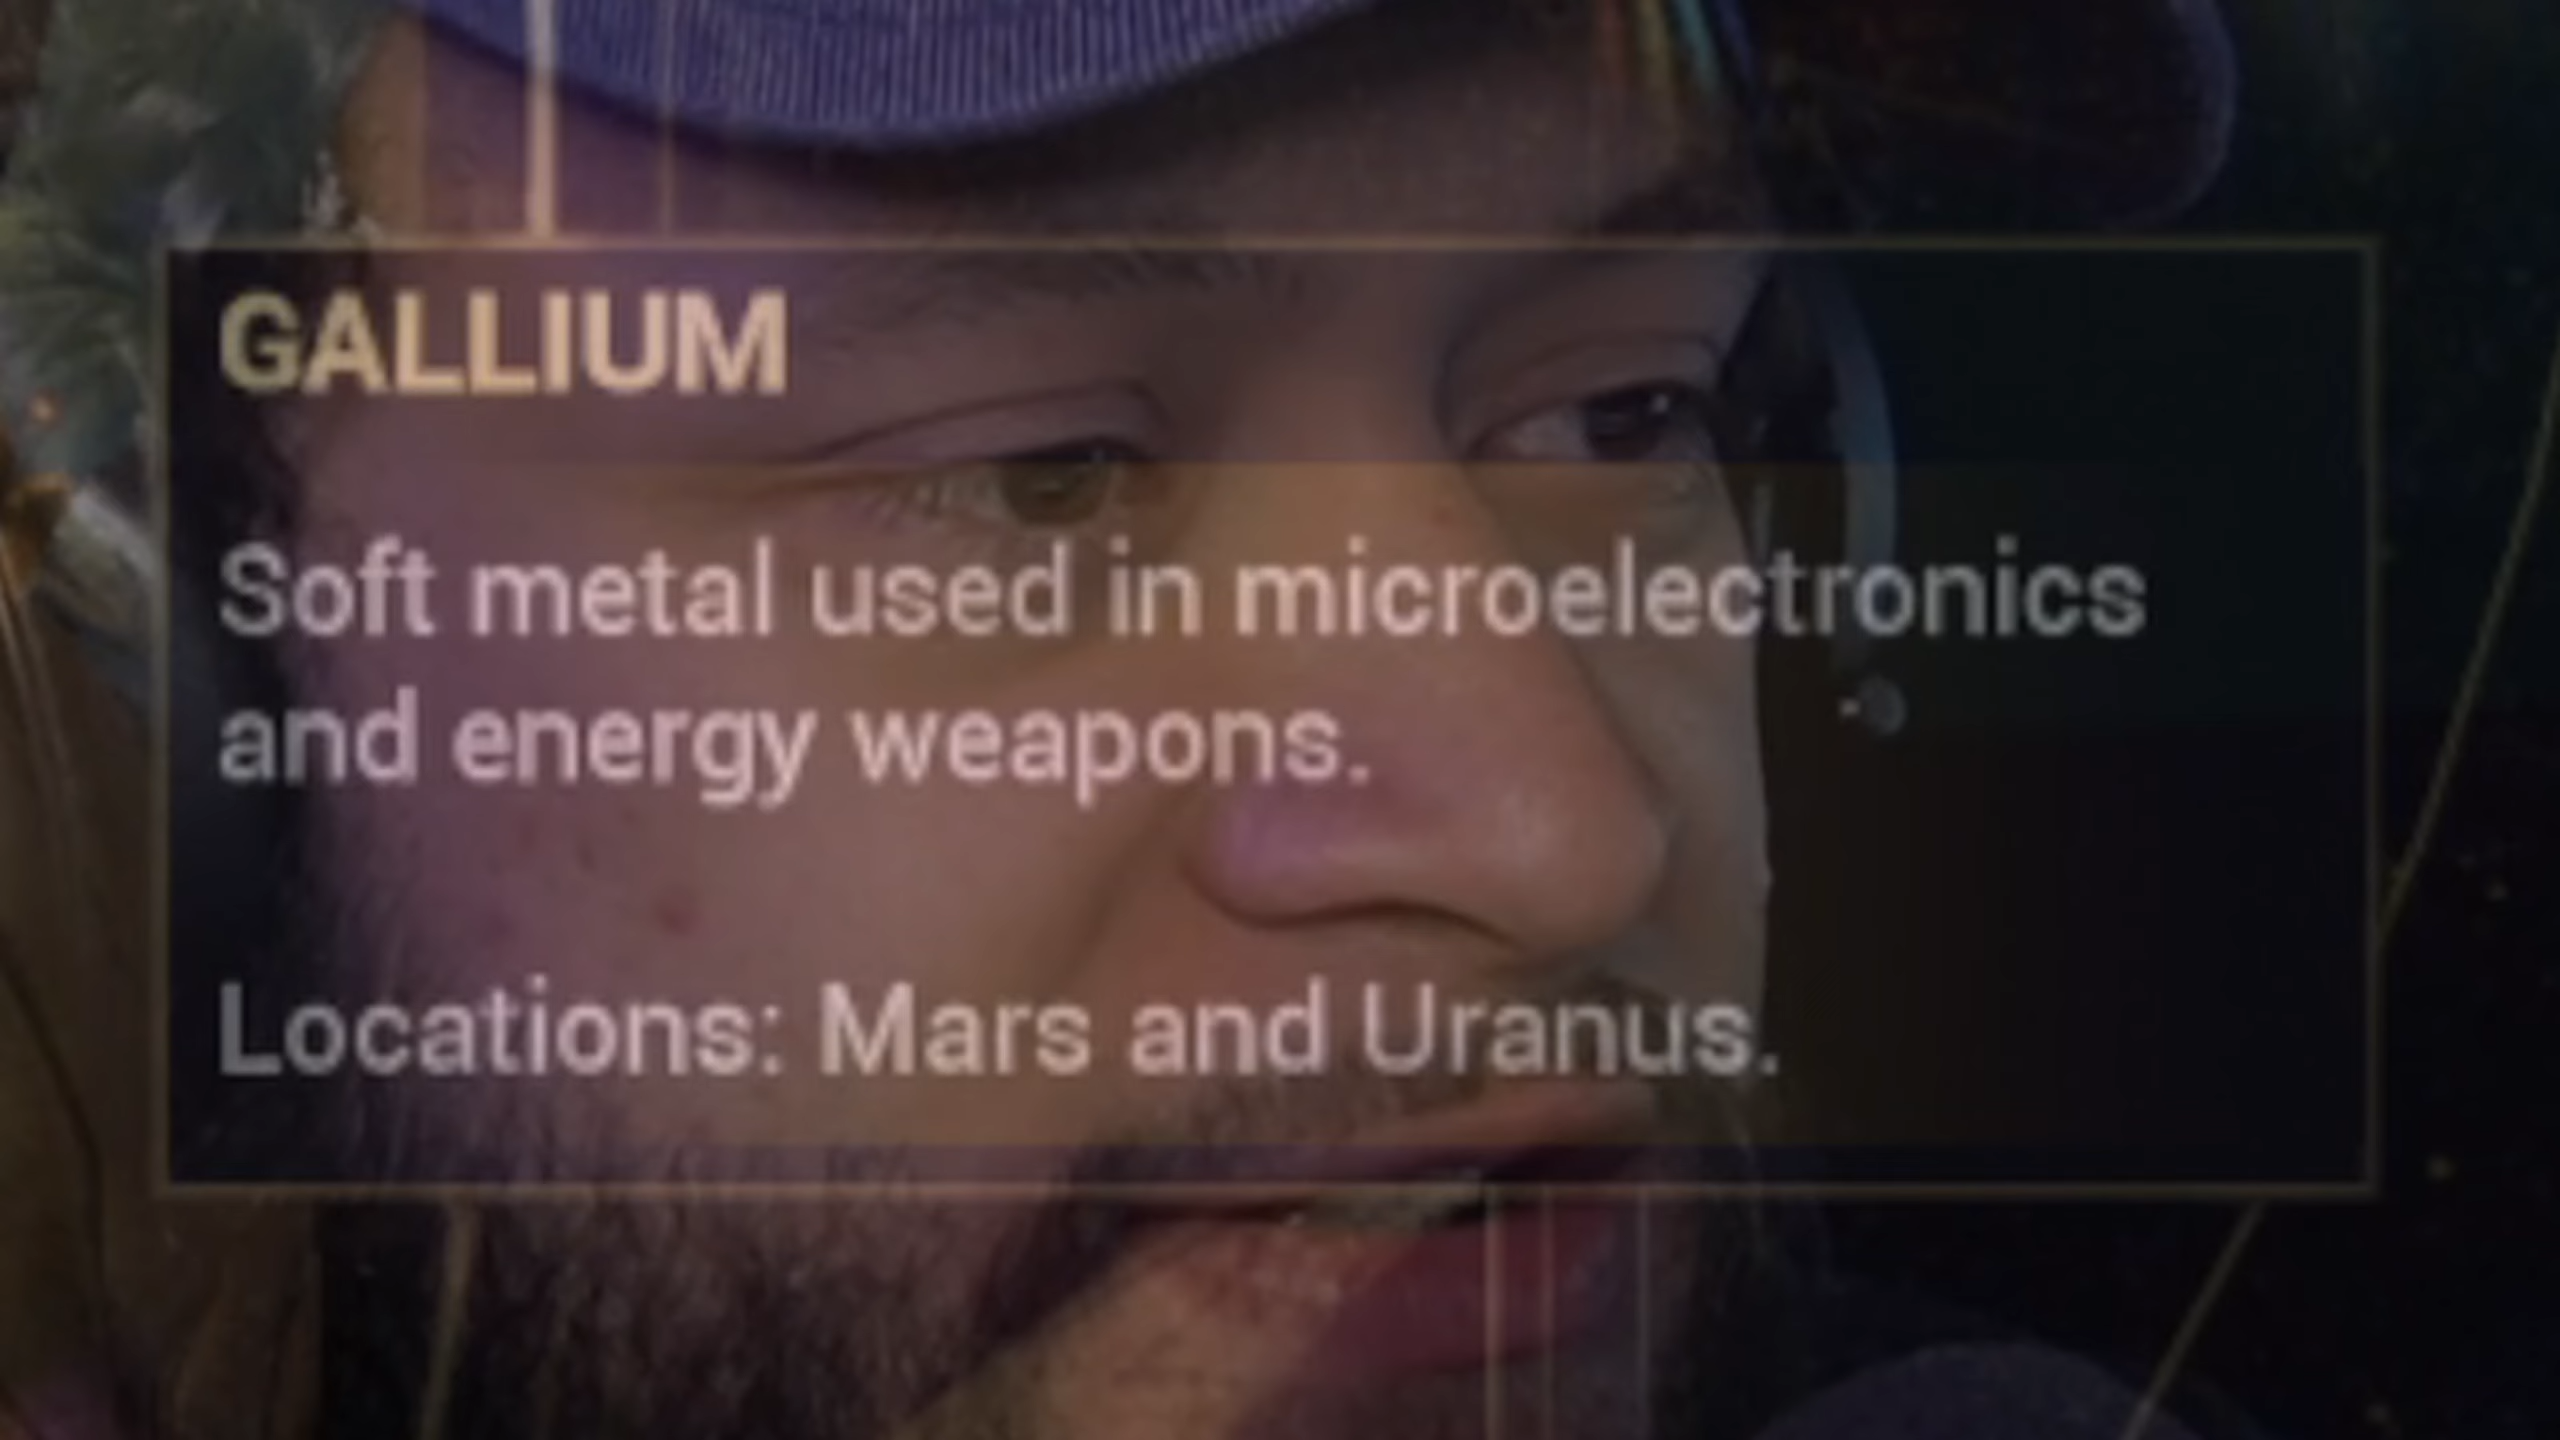 GALLIUM
Soft metal used in microelectronics
and energy weapons.
Locations: Mars and Uranus.